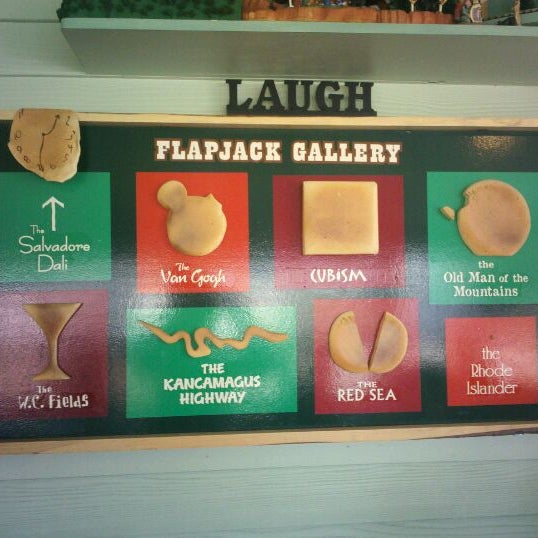 LAUGH
FLAPJACK GALLERY
The
Salvadore
Dali
The
Van Gogh
CUBISM
the
Old Man of the
Mountains
The
W.C. Fields
THE
KANCAMAGUS
HIGHWAY
THE
RED SEA
the
Rhode
Islander